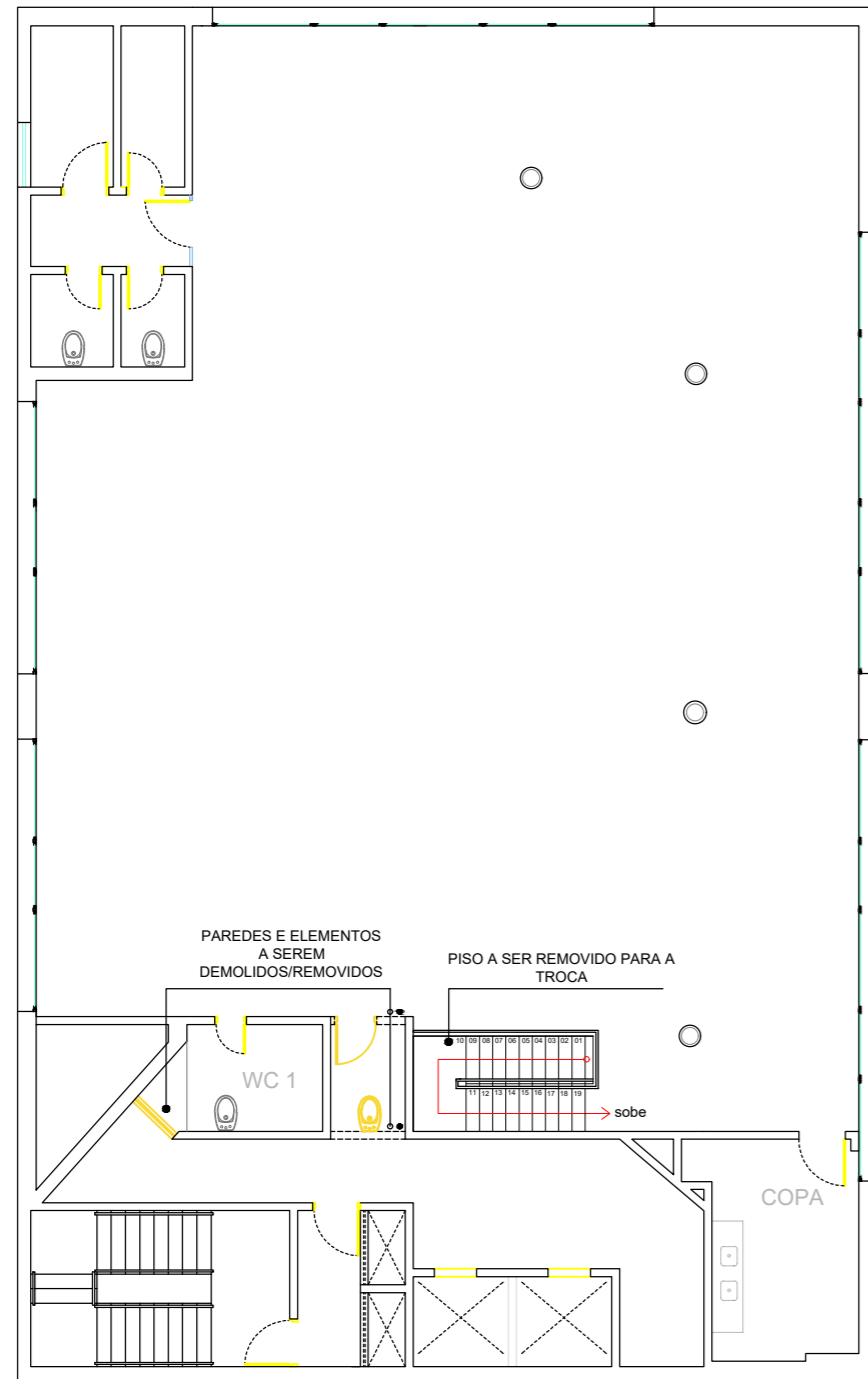 PAREDES E ELEMENTOS
A SEREM
DEMOLIDOS/REMOVIDOS
PISO A SER REMOVIDO PARA A
TROCA
10 09 08 07 06 05 04 03 02 01
WC 1
11 12 13 14 15 16 17 18 19
sobe
COPA